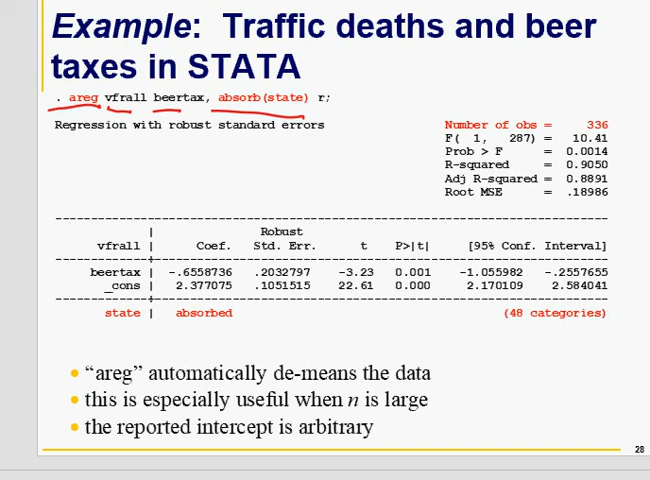 Example: Traffic deaths and beer
taxes in STATA
. areg vfrall beertax, absorb(state) r;
Regression with robust standard errors Number of obs = 336
F( 1, 287) = 10.41
Prob > F = 0.0014
R-squared = 0.9050
Adj R-squared = 0.8891
Root MSE = .18986
------------------------------------------------------------------------------
| Robust
vfrall | Coef. Std. Err. t P>|t| [95% Conf. Interval]
-------------+----------------------------------------------------------------
beertax | -.6558736 .2032797 -3.23 0.001 -1.055982 -.2557655
_cons | 2.377075 .1051515 22.61 0.000 2.170109 2.584041
-------------+----------------------------------------------------------------
state | absorbed (48 categories)
• “areg” automatically de-means the data
• this is especially useful when n is large
• the reported intercept is arbitrary
28